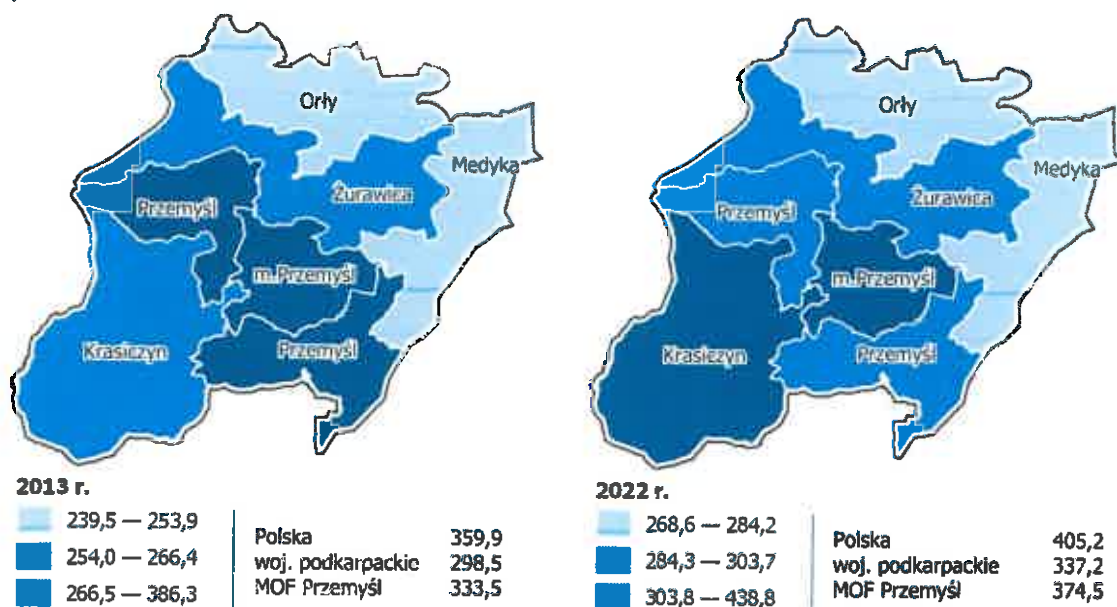 Orły
Medyka
Żurawica
Przemyśl
m.Przemyśl
Krasiczyn
Przemyśl
2013 r.
239,5 — 253,9
254,0 — 266,4
266,5 — 386,3
Polska 359,9
woj. podkarpackie 298,5
MOF Przemyśl 333,5
Orły
Medyka
Żurawica
Przemyśl
m.Przemyśl
Krasiczyn
Przemyśl
2022 r.
268,6 — 284,2
284,3 — 303,7
303,8 — 438,8
Polska 405,2
woj. podkarpackie 337,2
MOF Przemyśl 374,5